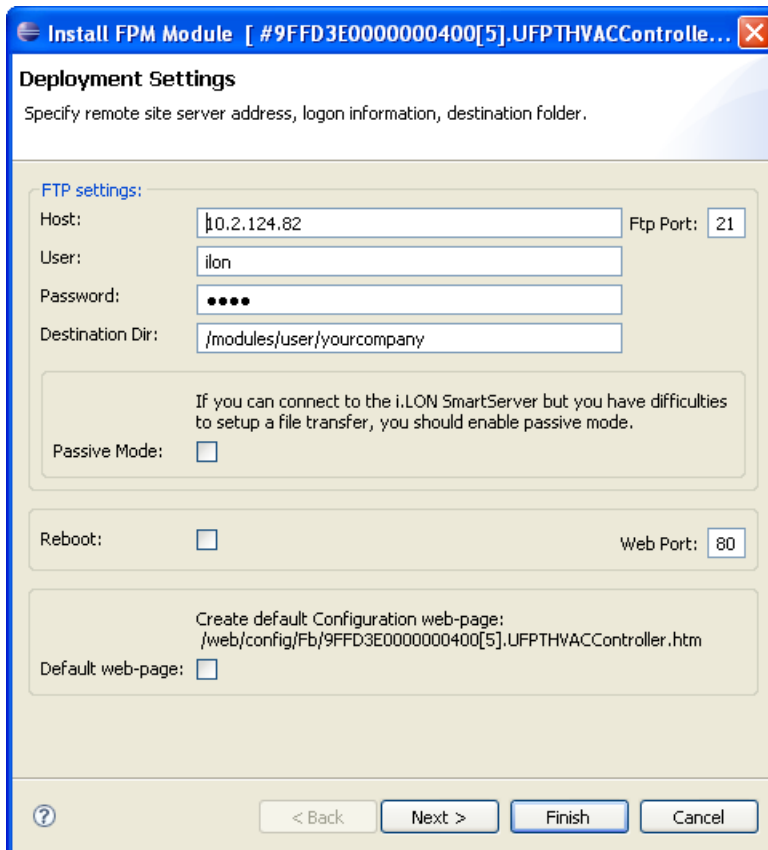 Install FPM Module [ #9FFD3E0000000400[5].UFPTHVACControlle...
Deployment Settings
Specify remote site server address, logon information, destination folder.
FTP settings:
Host: 10.2.124.82 Ftp Port: 21
User: ilon
Password: ●●●●
Destination Dir: /modules/user/yourcompany
If you can connect to the i.LON SmartServer but you have difficulties
to setup a file transfer, you should enable passive mode.
Passive Mode:
Reboot: Web Port: 80
Create default Configuration web-page:
/web/config/Fb/9FFD3E0000000400[5].UFPTHVACController.htm
Default web-page:
? < Back Next > Finish Cancel